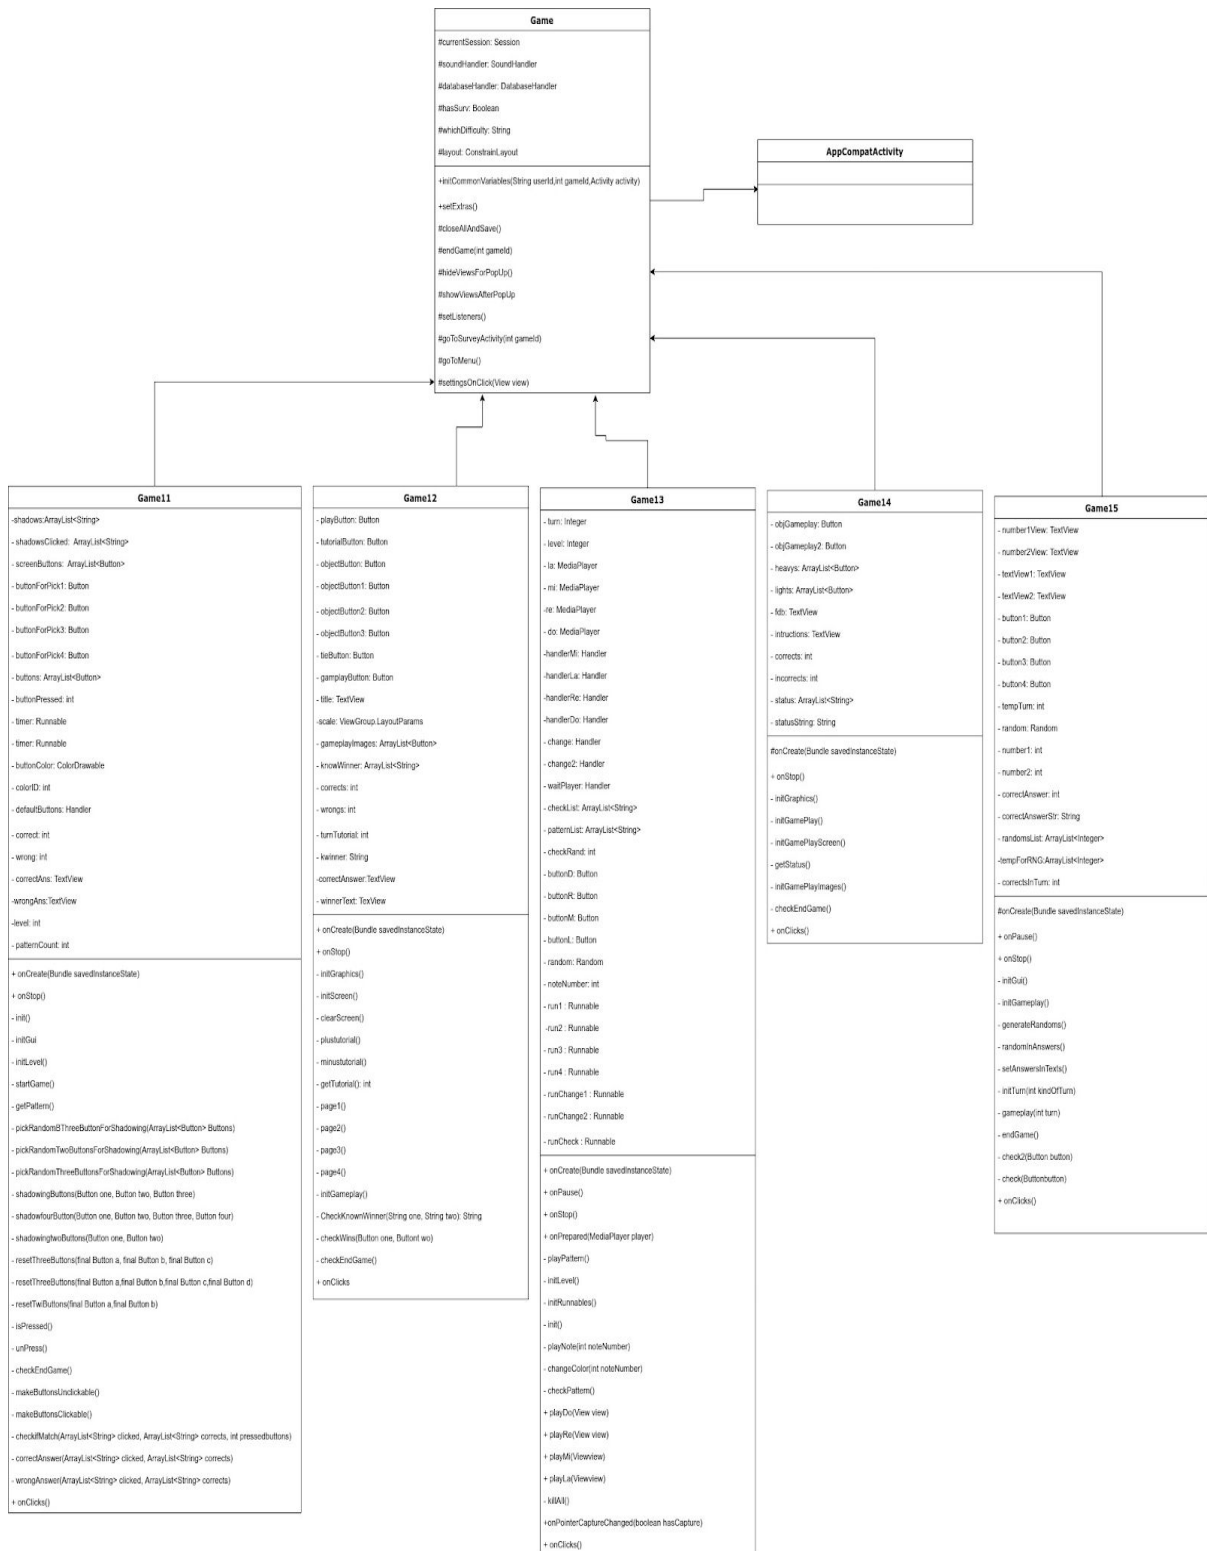 Game
#currentSession: Session
#soundHandler: SoundHandler
#databaseHandler: DatabaseHandler
#hasSurv: Boolean
#whichDifficulty: String
#layout: ConstrainLayout
+initCommonVariables(String userId,int gameId,Activity activity)
+setExtras()
#closeAllAndSave()
#endGame(int gameId)
#hideViewsForPopUp()
#showViewsAfterPopUp
#setListeners()
#goToSurveyActivity(int gameId)
#goToMenu()
#settingsOnClick(View view)
AppCompatActivity
Game11
-shadows:ArrayList<String>
- shadowsClicked: ArrayList<String>
- screenButtons: ArrayList<Button>
- buttonForPick1: Button
- buttonForPick2: Button
- buttonForPick3: Button
- buttonForPick4: Button
- buttons: ArrayList<Button>
- buttonPressed: int
- timer: Runnable
- timer: Runnable
- buttonColor: ColorDrawable
- colorID: int
- defaultButtons: Handler
- correct: int
- wrong: int
- correctAns: TextView
-wrongAns:TextView
-level: int
- patternCount: int
+ onCreate(Bundle savedInstanceState)
+ onStop()
- init()
- initGui
- initLevel()
- startGame()
- getPattern()
- pickRandomBThreeButtonForShadowing(ArrayList<Button> Buttons)
- pickRandomTwoButtonsForShadowing(ArrayList<Button> Buttons)
- pickRandomThreeButtonsForShadowing(ArrayList<Button> Buttons)
- shadowingButtons(Button one, Button two, Button three)
- shadowfourButton(Button one, Button two, Button three, Button four)
- shadowingtwoButtons(Button one, Button two)
- resetThreeButtons(final Button a, final Button b, final Button c)
- resetThreeButtons(final Button a,final Button b,final Button c,final Button d)
- resetTwiButtons(final Button a,final Button b)
- isPressed()
- unPress()
- checkEndGame()
- makeButtonsUnclickable()
- makeButtonsClickable()
- checkifMatch(ArrayList<String> clicked, ArrayList<String> corrects, int pressedbuttons)
- correctAnswer(ArrayList<String> clicked, ArrayList<String> corrects)
- wrongAnswer(ArrayList<String> clicked, ArrayList<String> corrects)
+ onClicks()
Game12
- playButton: Button
- tutorialButton: Button
- objectButton: Button
- objectButton1: Button
- objectButton2: Button
- objectButton3: Button
- tieButton: Button
- gamplayButton: Button
- title: TextView
-scale: ViewGroup.LayoutParams
- gameplayImages: ArrayList<Button>
- knowWinner: ArrayList<String>
- corrects: int
- wrongs: int
- turnTutorial: int
- kwinner: String
-correctAnswer:TextView
- winnerText: TexView
+ onCreate(Bundle savedInstanceState)
+ onStop()
- initGraphics()
- initScreen()
- clearScreen()
- plustutorial()
- minustutorial()
- getTutorial(): int
- page1()
- page2()
- page3()
- page4()
- initGameplay()
- CheckKnownWinner(String one, String two): String
- checkWins(Button one, Buttont wo)
- checkEndGame()
+ onClicks
Game13
- turn: Integer
- level: Integer
- la: MediaPlayer
- mi: MediaPlayer
-re: MediaPlayer
- do: MediaPlayer
-handlerMi: Handler
-handlerLa: Handler
-handlerRe: Handler
-handlerDo: Handler
- change: Handler
- change2: Handler
- waitPlayer: Handler
- checkList: ArrayList<String>
- patternList: ArrayList<String>
- checkRand: int
- buttonD: Button
- buttonR: Button
- buttonM: Button
- buttonL: Button
- random: Random
- noteNumber: int
- run1 : Runnable
-run2 : Runnable
- run3 : Runnable
- run4 : Runnable
- runChange1 : Runnable
- runChange2 : Runnable
- runCheck : Runnable
+ onCreate(Bundle savedInstanceState)
+ onPause()
+ onStop()
+ onPrepared(MediaPlayer player)
- playPattern()
- initLevel()
- initRunnables()
- init()
- playNote(int noteNumber)
- changeColor(int noteNumber)
- checkPattern()
+ playDo(View view)
+ playRe(View view)
+ playMi(Viewview)
+ playLa(Viewview)
- killAll()
+onPointerCaptureChanged(boolean hasCapture)
+ onClicks()
Game14
- objGameplay: Button
- objGameplay2: Button
- heavys: ArrayList<Button>
- lights: ArrayList<Button>
- fdb: TextView
- intructions: TextView
- corrects: int
- incorrects: int
- status: ArrayList<String>
- statusString: String
#onCreate(Bundle savedInstanceState)
+ onStop()
- initGraphics()
- initGamePlay()
- initGamePlayScreen()
- getStatus()
- initGamePlayImages()
- checkEndGame()
+ onClicks()
Game15
- number1View: TextView
- number2View: TextView
- textView1: TextView
- textView2: TextView
- button1: Button
- button2: Button
- button3: Button
- button4: Button
- tempTurn: int
- random: Random
- number1: int
- number2: int
- correctAnswer: int
- correctAnswerStr: String
- randomsList: ArrayList<Integer>
-tempForRNG:ArrayList<Integer>
- correctsInTurn: int
#onCreate(Bundle savedInstanceState)
+ onPause()
+ onStop()
- initGui()
- initGameplay()
- generateRandoms()
- randomInAnswers()
- setAnswersInTexts()
- initTurn(int kindOfTurn)
- gameplay(int turn)
- endGame()
- check2(Button button)
- check(Buttonbutton)
+ onClicks()